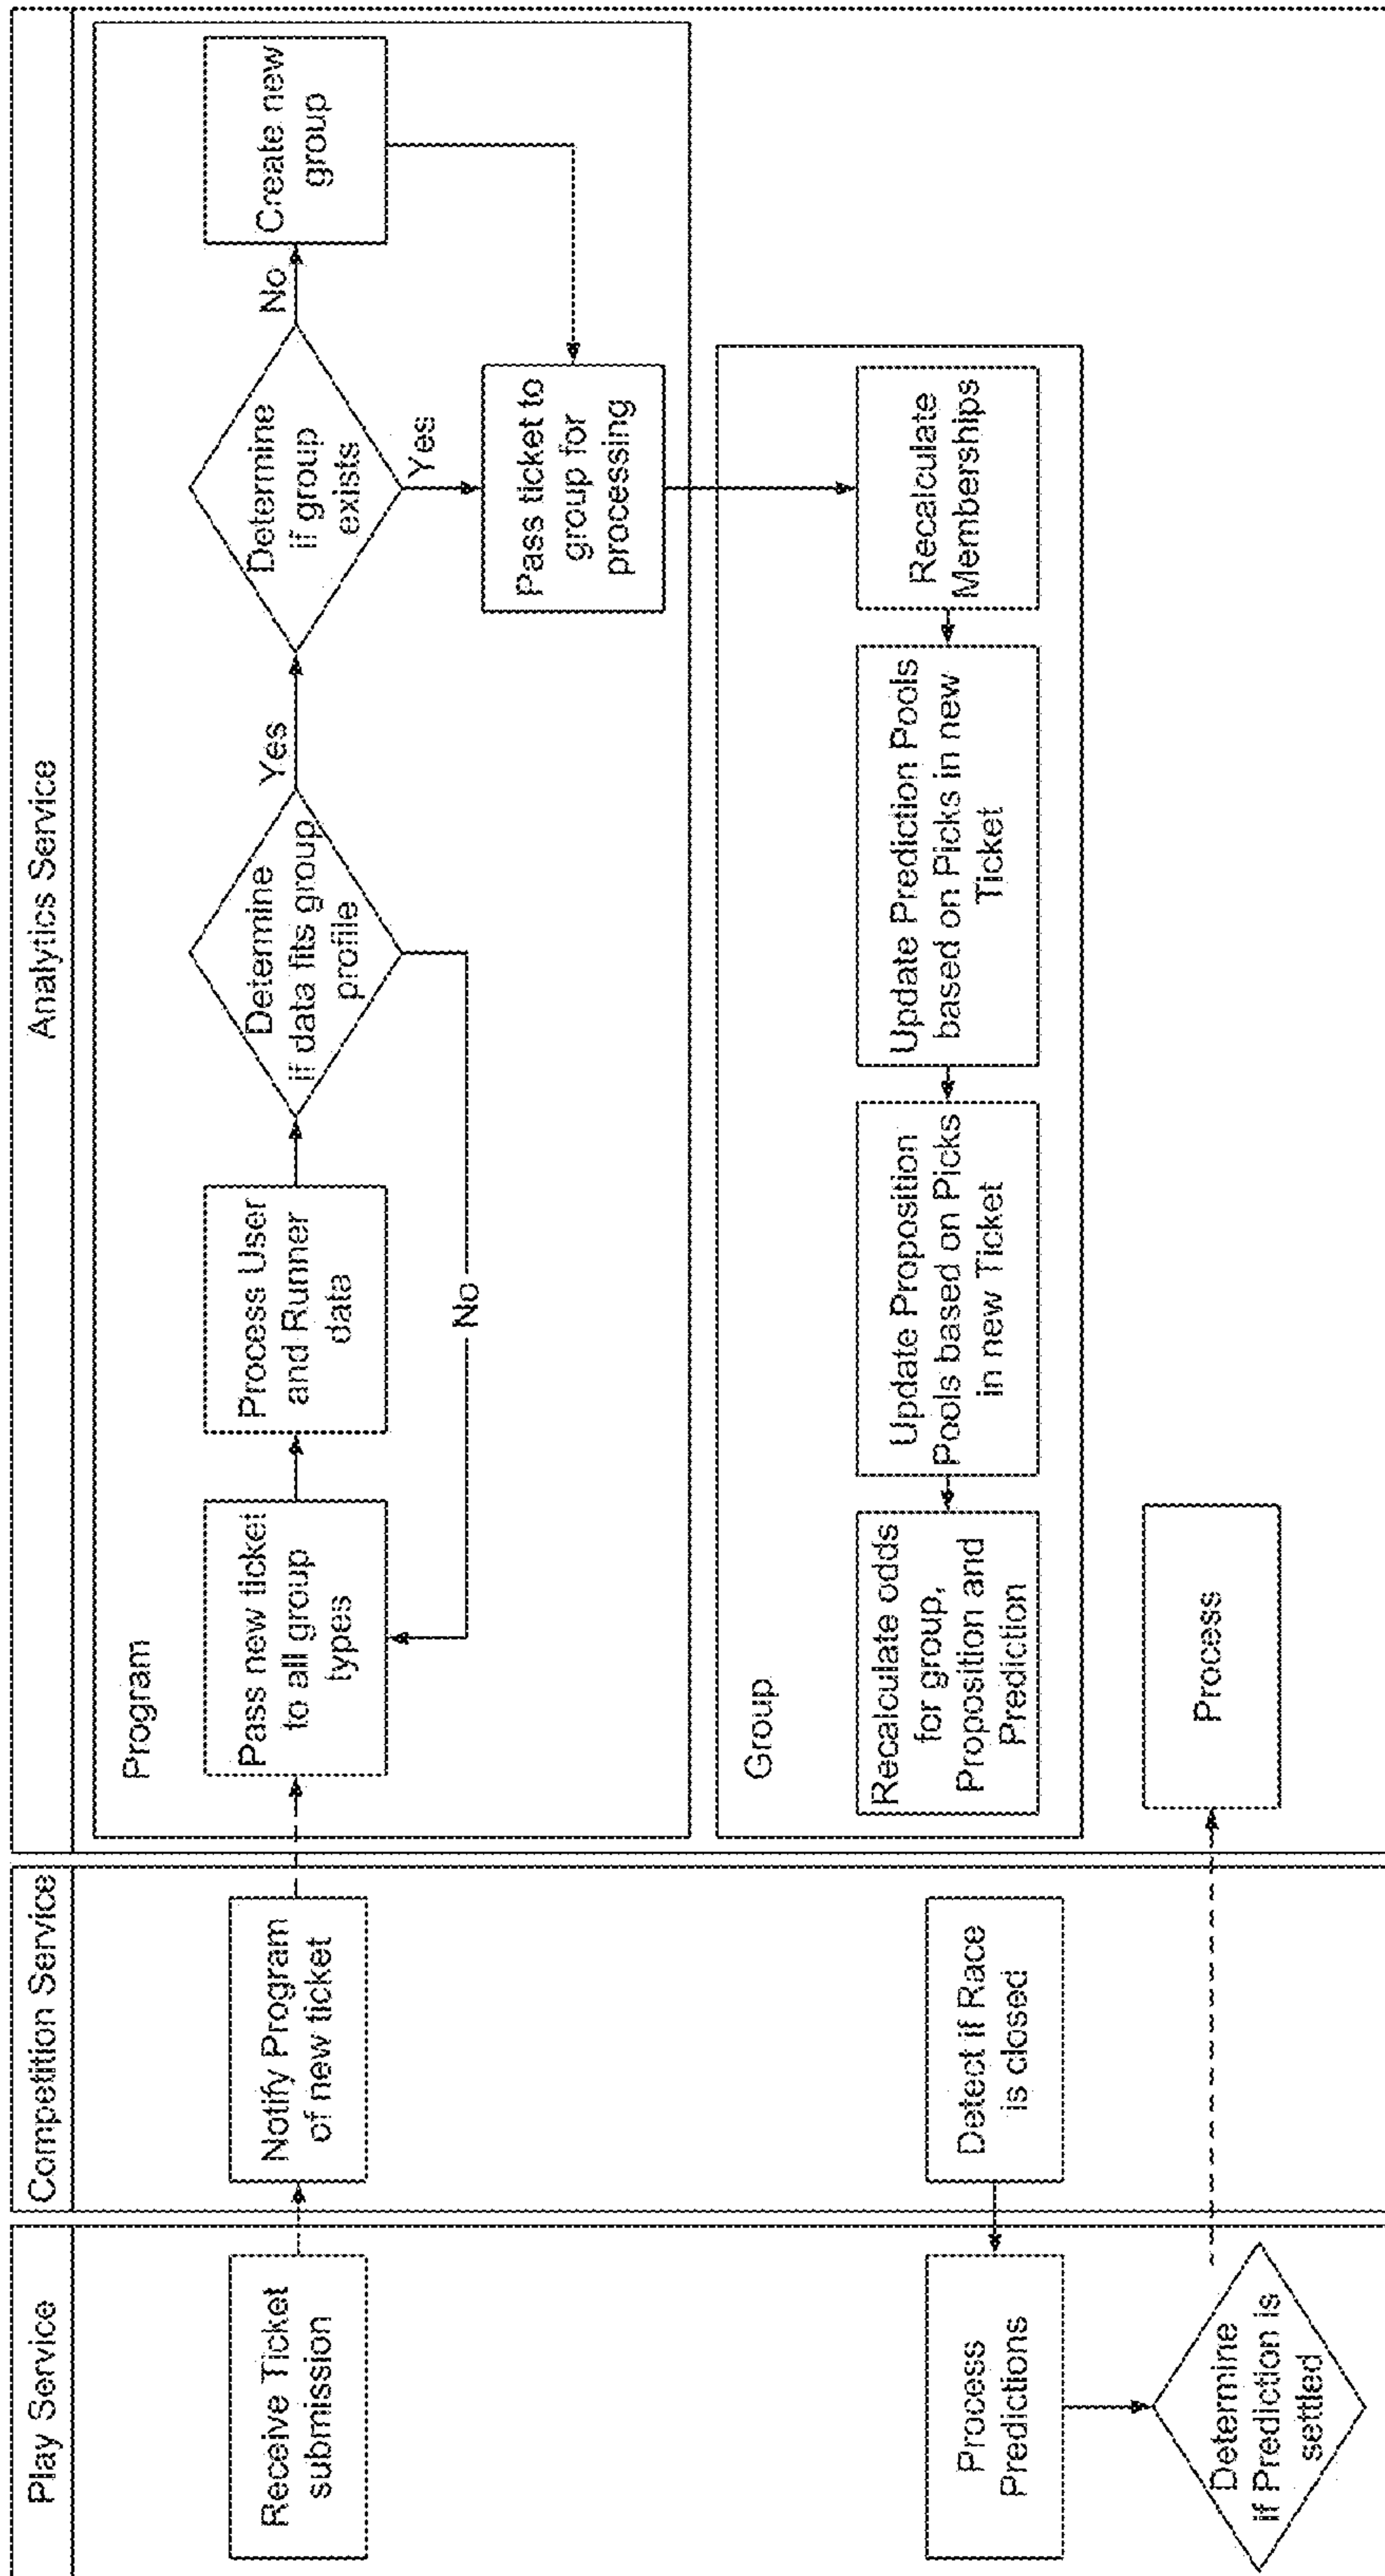 Play Service
Receive Ticket
submission
Process
Predictions
Determine
if Prediction is
settled
Competition Service
Notify Program
of new ticket
Detect if Race
is closed
Analytics Service
Program
Pass new ticket
to all group
types
Process User
and Runner
data
Determine
if data fits group
profile
Yes
No
Determine
if group
exists
No
Yes
Create new
group
Pass ticket to
group for
processing
Group
Recalculate
Memberships
Update Prediction Pools
based on Picks in new
Ticket
Update Proposition
Pools based on Picks
in new Ticket
Recalculate odds
for group,
Proposition and
Prediction
Process